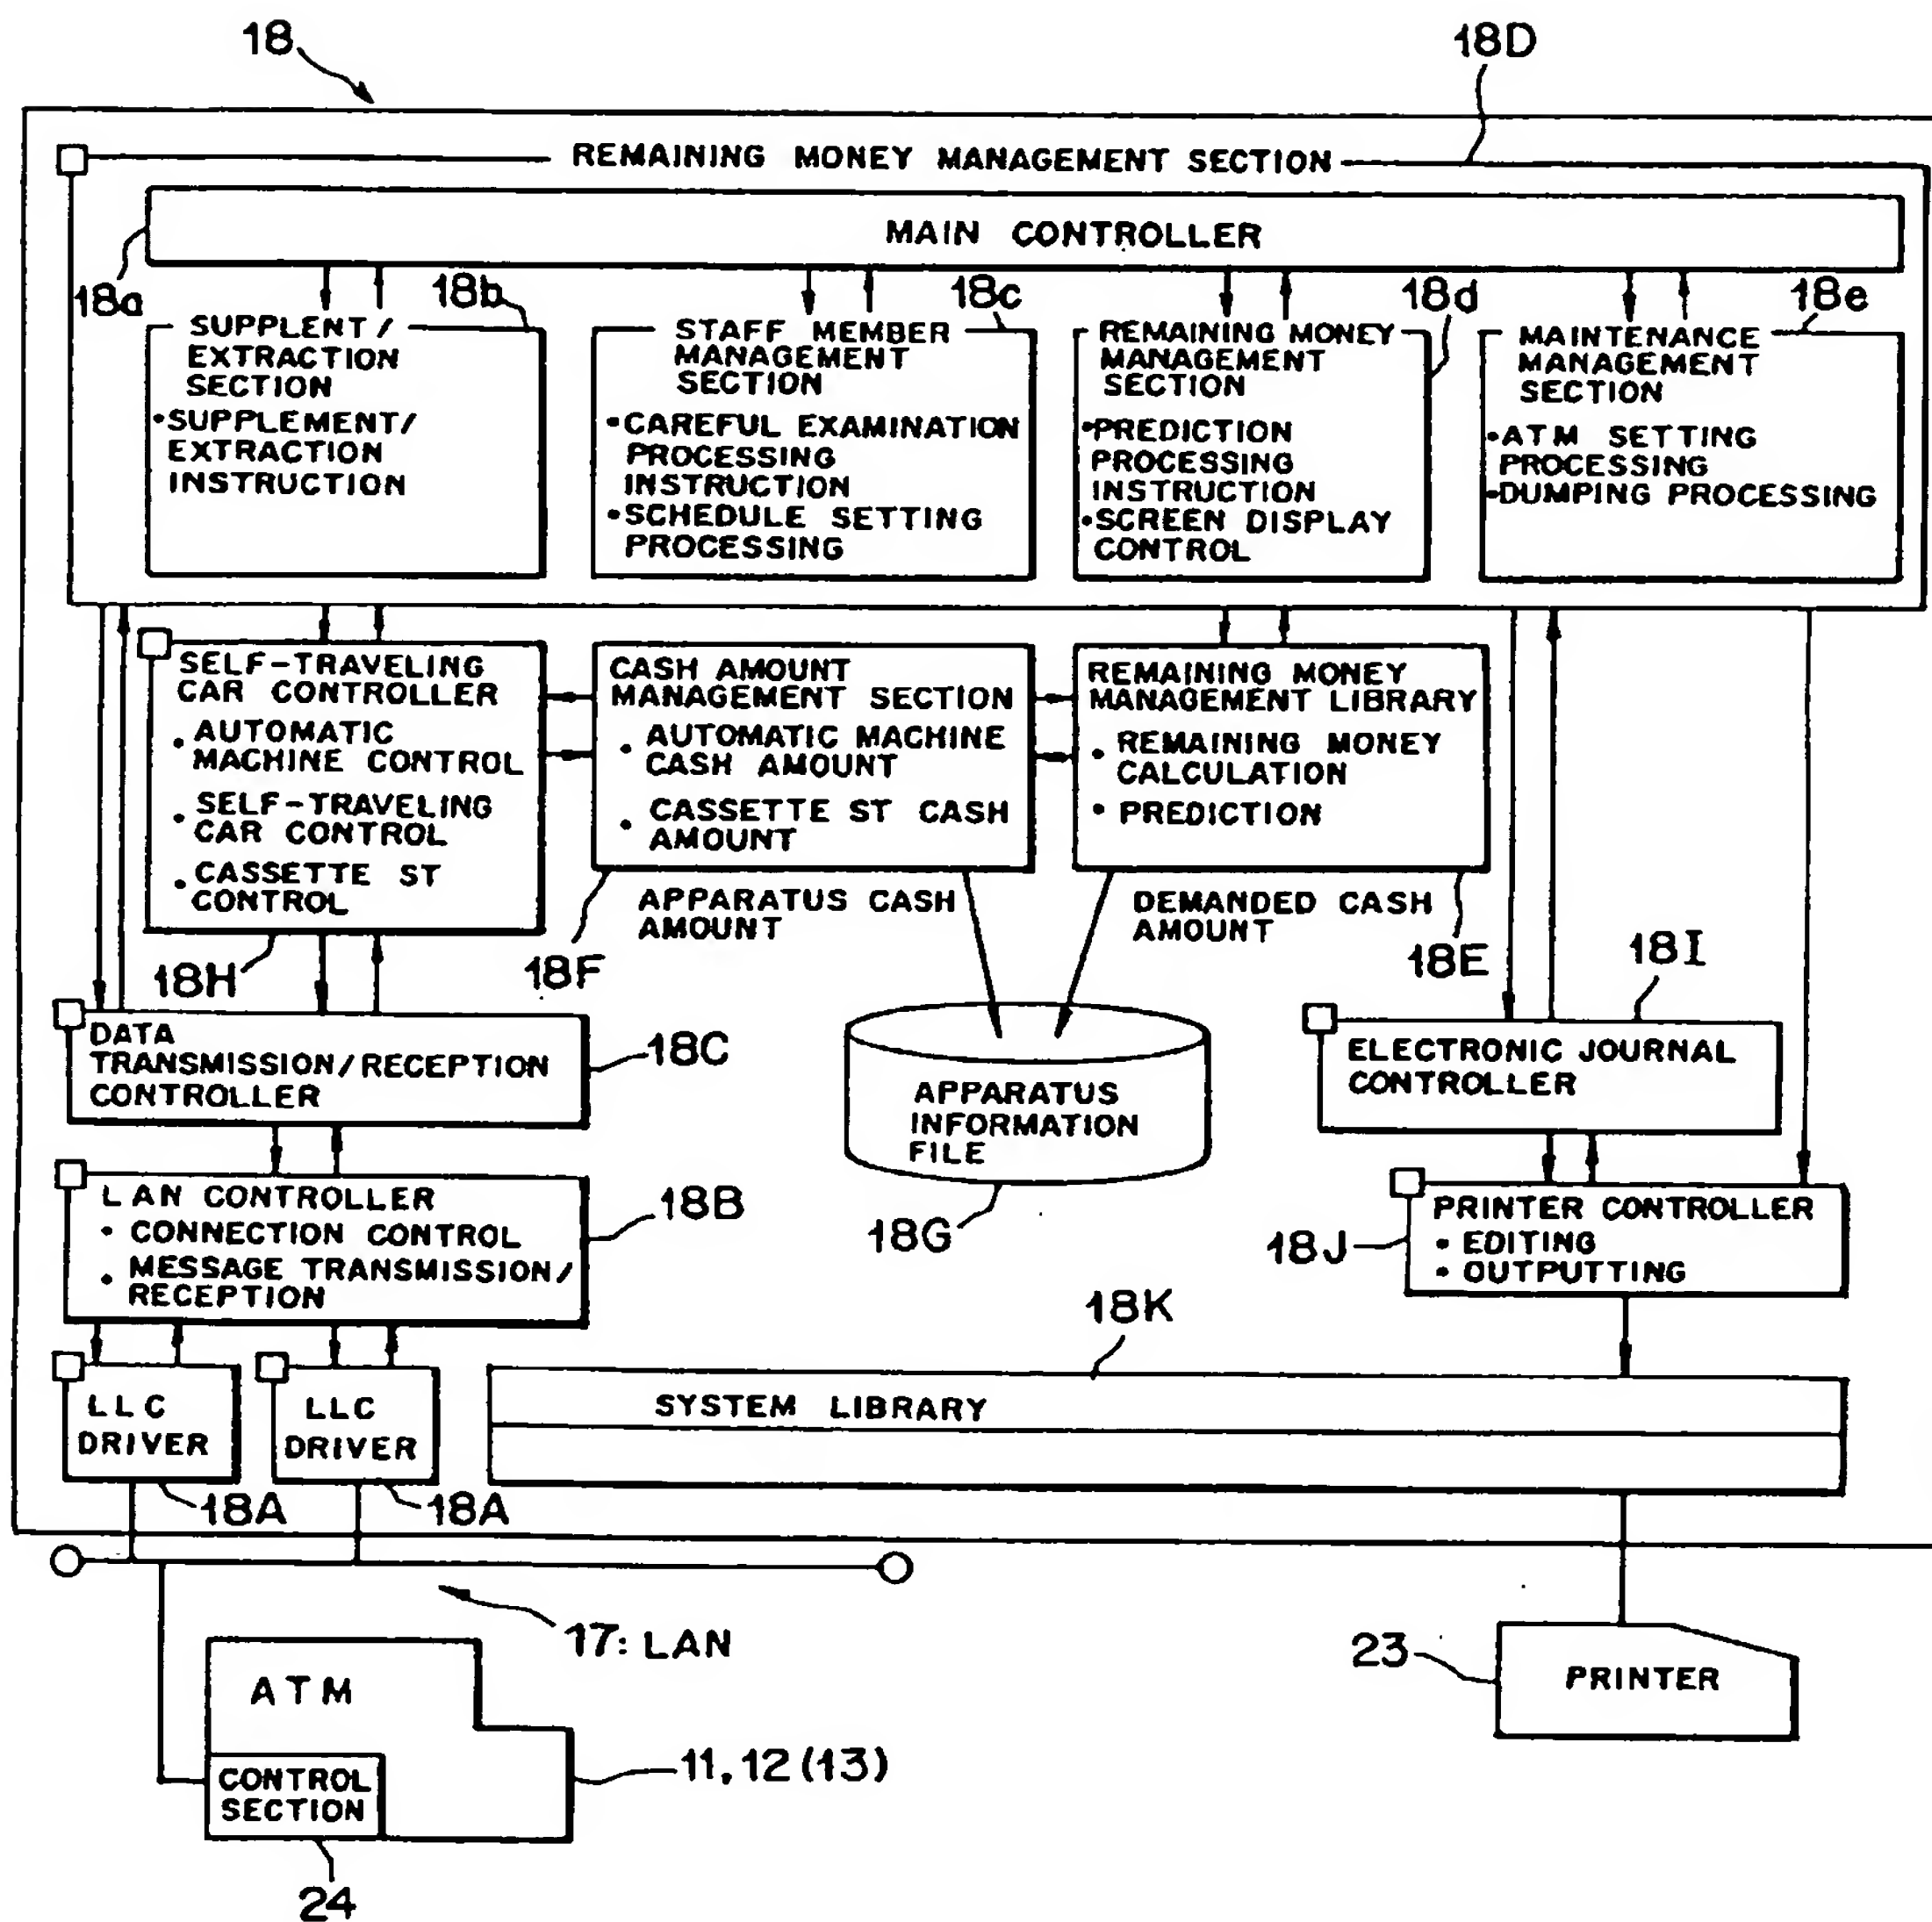 18
18D
REMAINING MONEY MANAGEMENT SECTION
MAIN CONTROLLER
18a
18b
18c
18d
18e
SUPPLENT/
EXTRACTION
SECTION
•SUPPLEMENT/
EXTRACTION
INSTRUCTION
STAFF MEMBER
MANAGEMENT
SECTION
•CAREFUL EXAMINATION
PROCESSING
INSTRUCTION
•SCHEDULE SETTING
PROCESSING
REMAINING MONEY
MANAGEMENT
SECTION
•PREDICTION
PROCESSING
INSTRUCTION
•SCREEN DISPLAY
CONTROL
MAINTENANCE
MANAGEMENT
SECTION
•ATM SETTING
PROCESSING
•DUMPING PROCESSING
SELF-TRAVELING
CAR CONTROLLER
• AUTOMATIC
MACHINE CONTROL
• SELF-TRAVELING
CAR CONTROL
• CASSETTE ST
CONTROL
CASH AMOUNT
MANAGEMENT SECTION
• AUTOMATIC MACHINE
CASH AMOUNT
• CASSETTE ST CASH
AMOUNT
REMAINING MONEY
MANAGEMENT LIBRARY
• REMAINING MONEY
CALCULATION
• PREDICTION
APPARATUS CASH
AMOUNT
DEMANDED CASH
AMOUNT
18H
18F
18E
18I
DATA
TRANSMISSION/RECEPTION
CONTROLLER
18C
APPARATUS
INFORMATION
FILE
18G
ELECTRONIC JOURNAL
CONTROLLER
LAN CONTROLLER
• CONNECTION CONTROL
• MESSAGE TRANSMISSION/
RECEPTION
18B
18J
PRINTER CONTROLLER
• EDITING
• OUTPUTTING
18K
LLC
DRIVER
LLC
DRIVER
SYSTEM LIBRARY
18A
18A
17: LAN
ATM
CONTROL
SECTION
11, 12 (13)
24
23
PRINTER